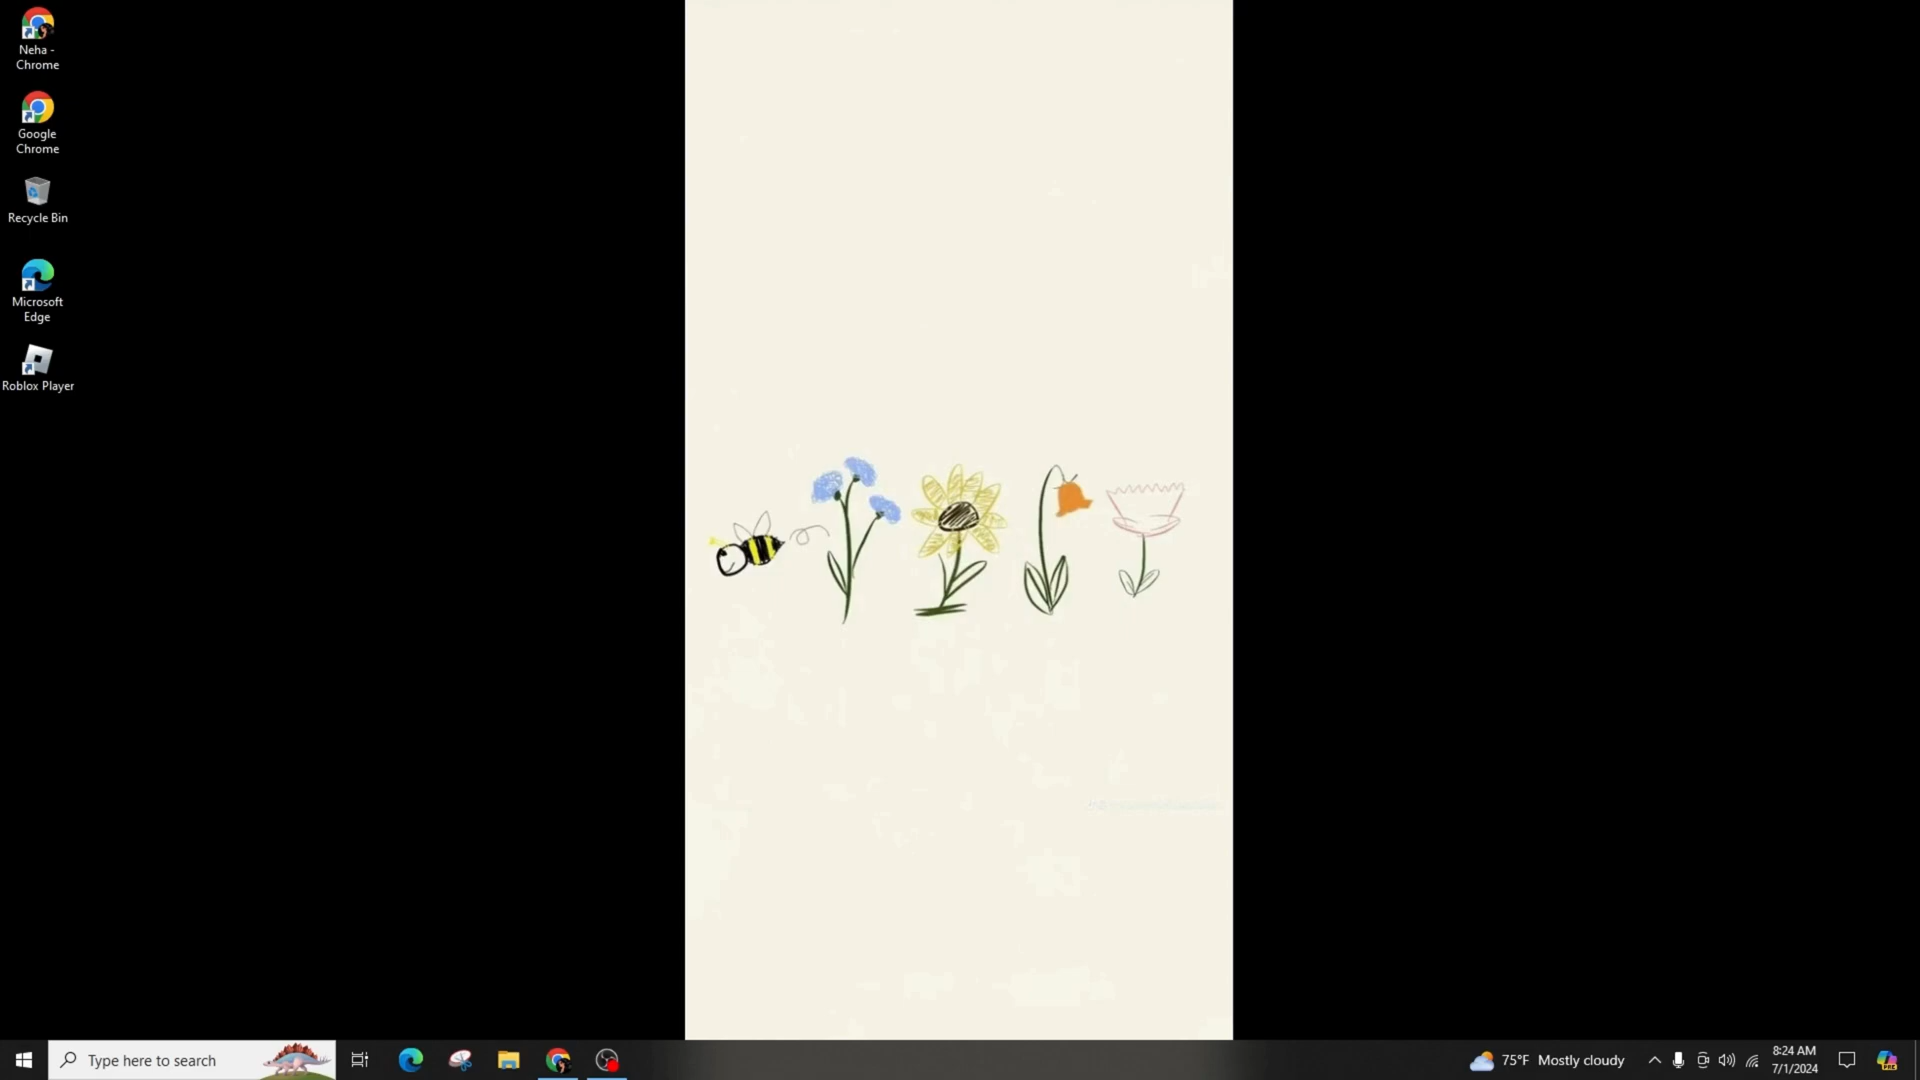 Neha -
Chrome
Google
Chrome
Recycle Bin
Microsoft
Edge
Roblox Player
Type here to search
75°F Mostly cloudy
8:24 AM
7/1/2024
PRE